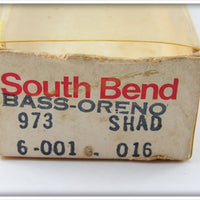 South Bend
BASS-ORENO
973 SHAD
6-001 - 016